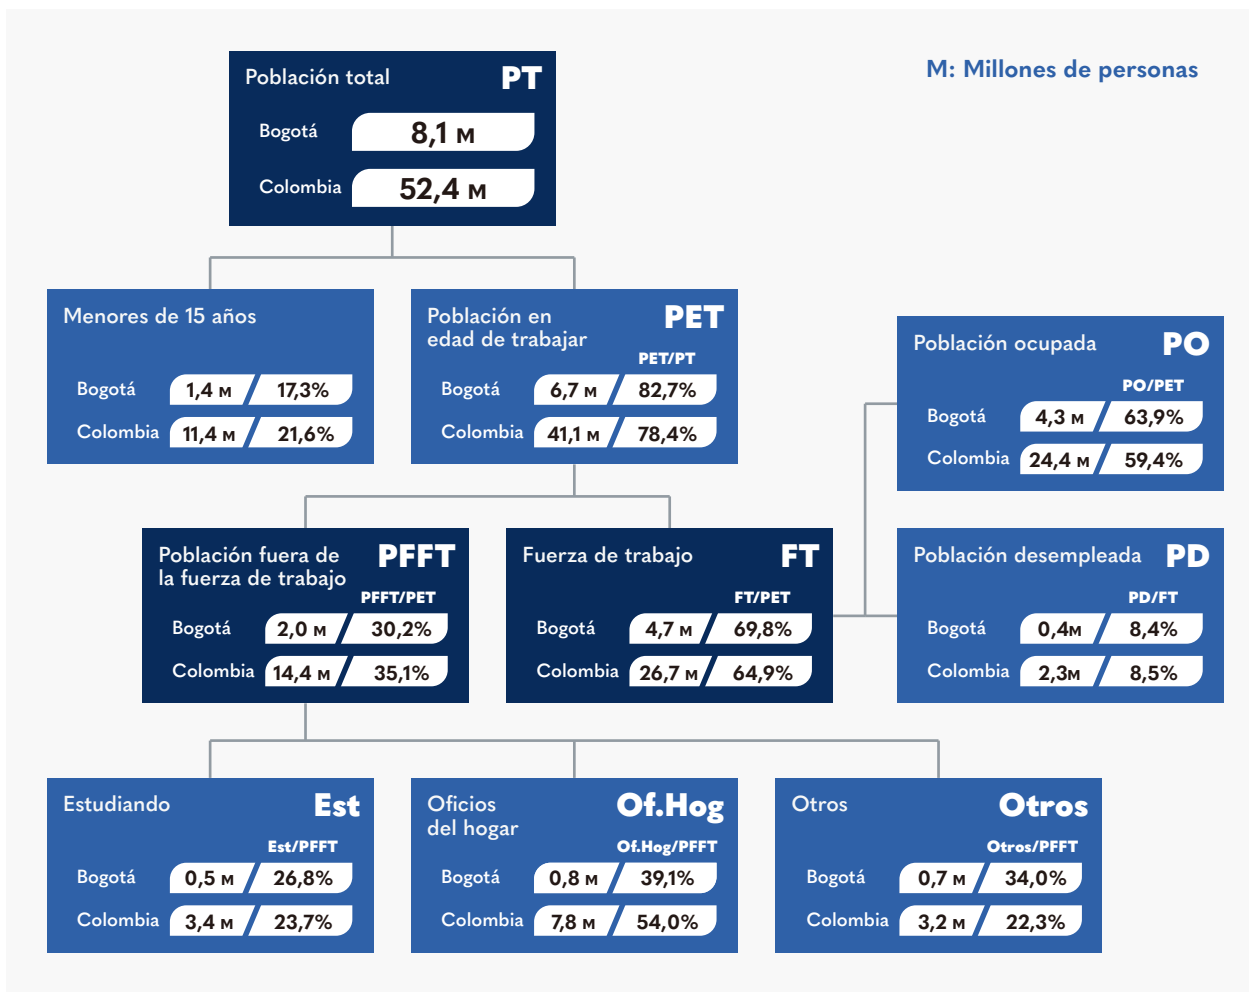 Población total PT
M: Millones de personas
Bogotá 8,1 M
Colombia 52,4 M
Menores de 15 años
Bogotá 1,4 M 17,3%
Colombia 11,4 M 21,6%
Población en PET
edad de trabajar
PET/PT
Bogotá 6,7 M 82,7%
Colombia 41,1 M 78,4%
Población ocupada PO
PO/PET
Bogotá 4,3 M 63,9%
Colombia 24,4 M 59,4%
Población fuera de PFFT
la fuerza de trabajo
PFFT/PET
Bogotá 2,0 M 30,2%
Colombia 14,4 M 35,1%
Fuerza de trabajo FT
FT/PET
Bogotá 4,7 M 69,8%
Colombia 26,7 M 64,9%
Población desempleada PD
PD/FT
Bogotá 0,4M 8,4%
Colombia 2,3M 8,5%
Estudiando Est
Est/PFFT
Bogotá 0,5 M 26,8%
Colombia 3,4 M 23,7%
Oficios Of.Hog
del hogar
Of.Hog/PFFT
Bogotá 0,8 M 39,1%
Colombia 7,8 M 54,0%
Otros Otros
Otros/PFFT
Bogotá 0,7 M 34,0%
Colombia 3,2 M 22,3%